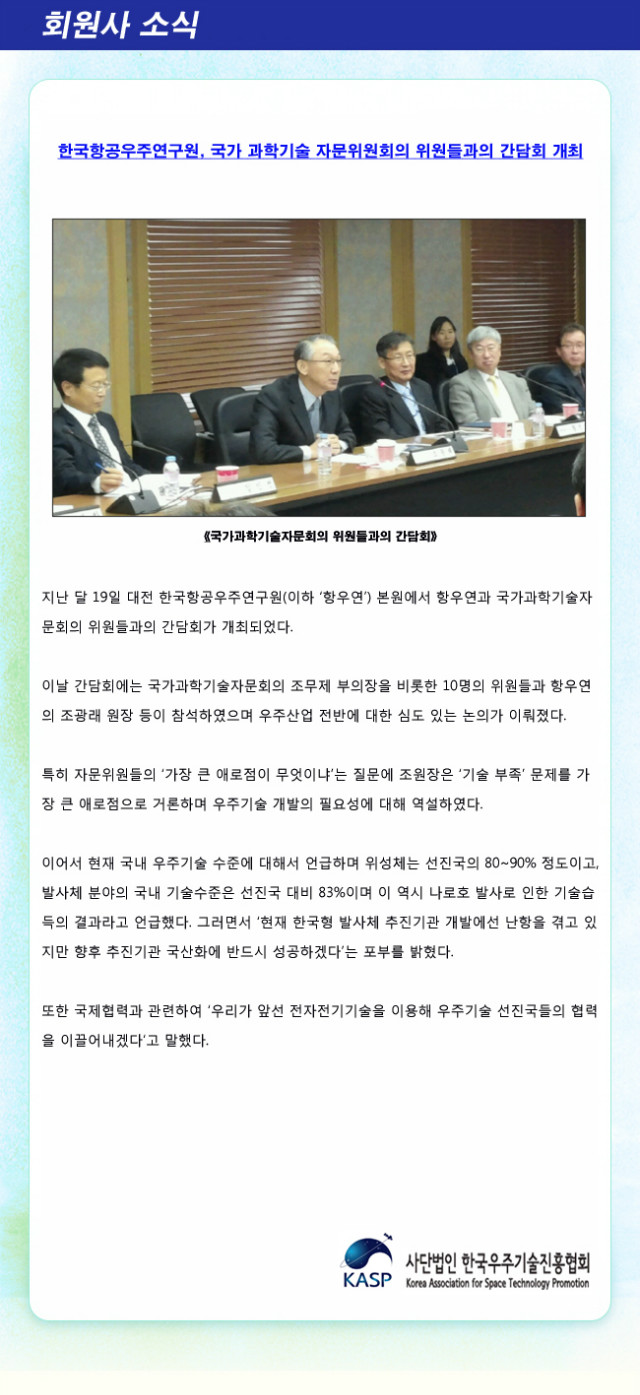 회원사 소식
한국항공우주연구원, 국가 과학기술 자문위원회의 위원들과의 간담회 개최
《국가과학기술자문회의 위원들과의 간담회》
지난 달 19일 대전 한국항공우주연구원(이하 ‘항우연’) 본원에서 항우연과 국가과학기술자
문회의 위원들과의 간담회가 개최되었다.
이날 간담회에는 국가과학기술자문회의 조무제 부의장을 비롯한 10명의 위원들과 항우연
의 조광래 원장 등이 참석하였으며 우주산업 전반에 대한 심도 있는 논의가 이뤄졌다.
특히 자문위원들의 ‘가장 큰 애로점이 무엇이냐’는 질문에 조원장은 ‘기술 부족’ 문제를 가
장 큰 애로점으로 거론하며 우주기술 개발의 필요성에 대해 역설하였다.
이어서 현재 국내 우주기술 수준에 대해서 언급하며 위성체는 선진국의 80~90% 정도이고,
발사체 분야의 국내 기술수준은 선진국 대비 83%이며 이 역시 나로호 발사로 인한 기술습
득의 결과라고 언급했다. 그러면서 ‘현재 한국형 발사체 추진기관 개발에선 난항을 겪고 있
지만 향후 추진기관 국산화에 반드시 성공하겠다’는 포부를 밝혔다.
또한 국제협력과 관련하여 ‘우리가 앞선 전자전기기술을 이용해 우주기술 선진국들의 협력
을 이끌어내겠다’고 말했다.
KASP
사단법인 한국우주기술진흥협회
Korea Association for Space Technology Promotion